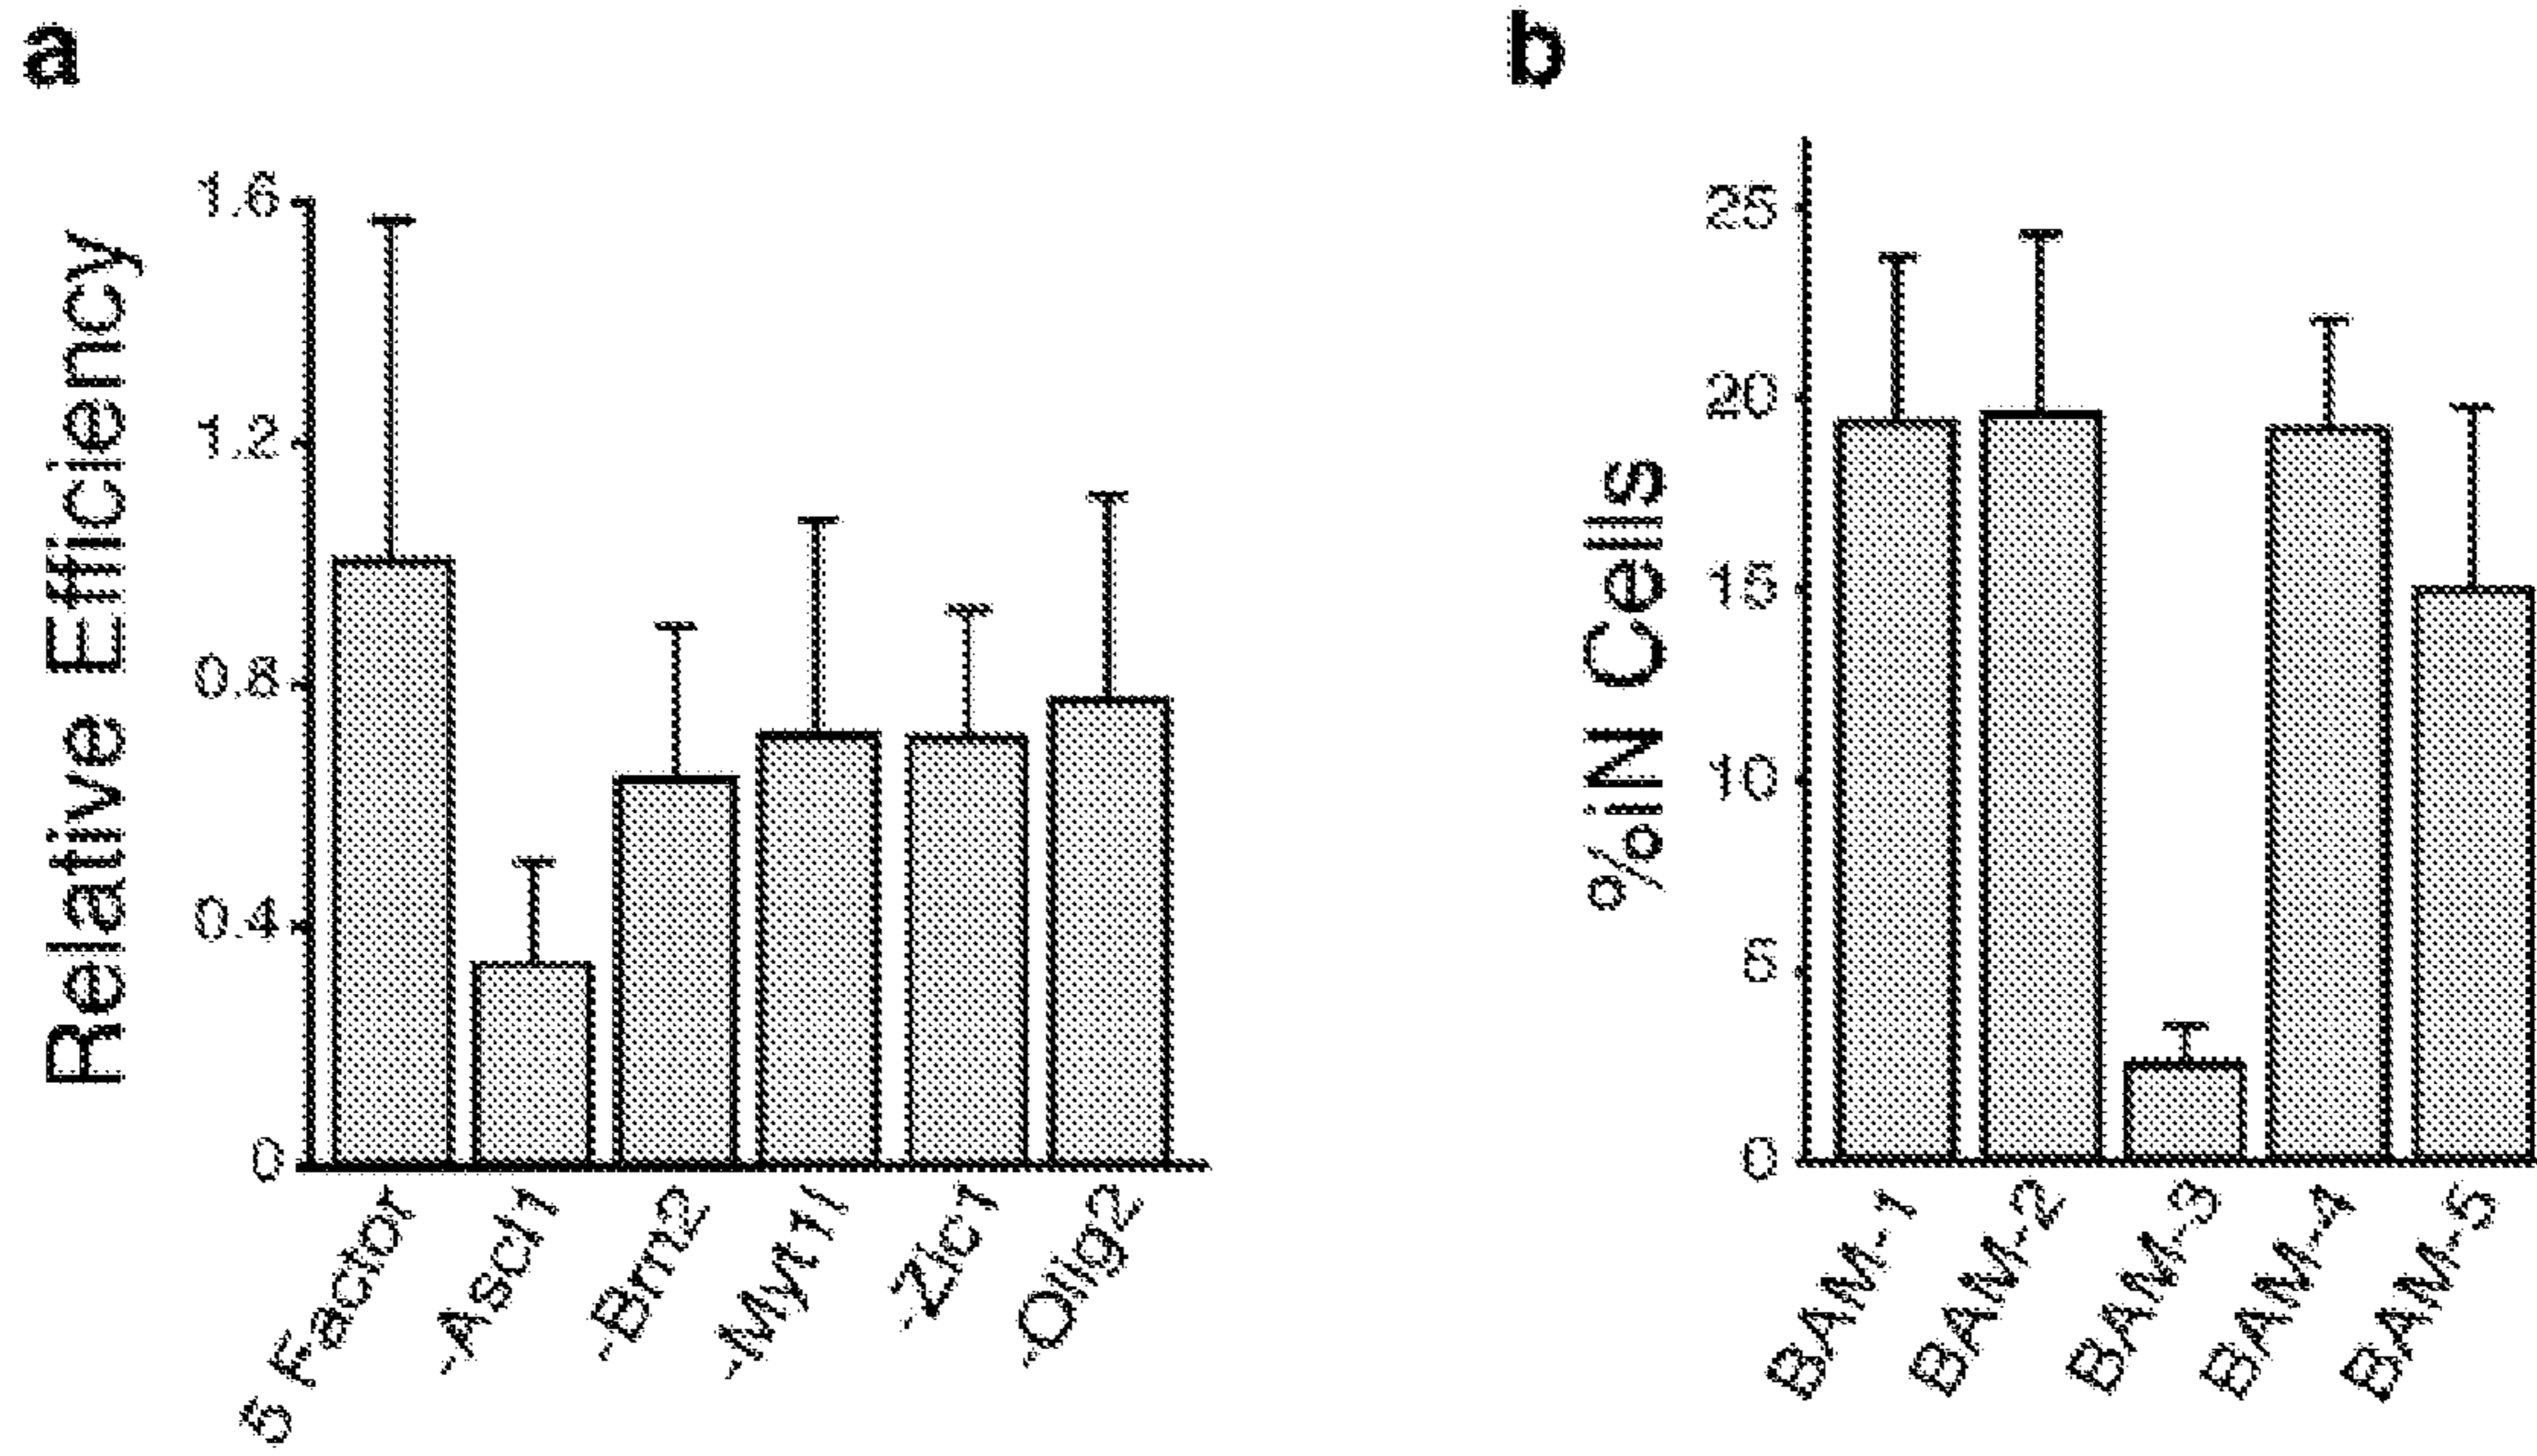 a
Relative Efficiency
1.6
1.2
0.8
0.4
0
5 Factor
-Ascl1
-Brn2
-Myt1l
-Zic1
-Olig2
b
%iN Cells
25
20
15
10
5
0
BAM-1
BAM-2
BAM-3
BAM-4
BAM-5